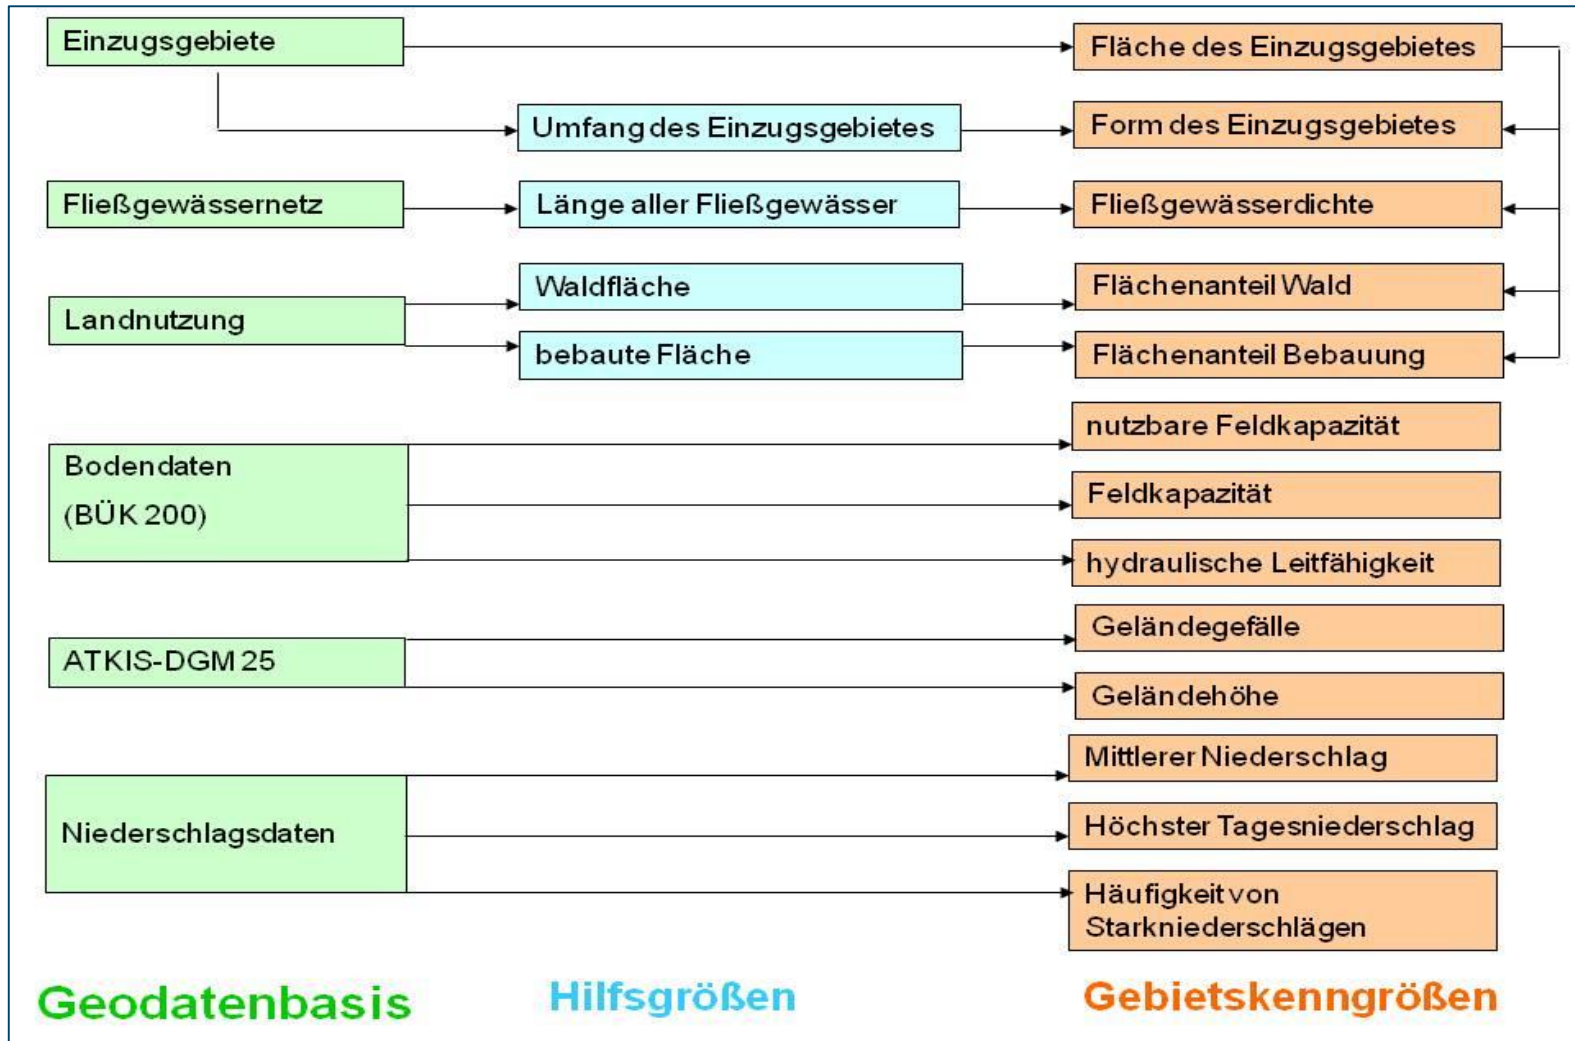 Einzugsgebiete
Fläche des Einzugsgebietes
Umfang des Einzugsgebietes
Form des Einzugsgebietes
Fließgewässernetz
Länge aller Fließgewässer
Fließgewässerdichte
Landnutzung
Waldfläche
Flächenanteil Wald
bebaute Fläche
Flächenanteil Bebauung
Bodendaten
(BÜK 200)
nutzbare Feldkapazität
Feldkapazität
hydraulische Leitfähigkeit
ATKIS-DGM 25
Geländegefälle
Geländehöhe
Niederschlagsdaten
Mittlerer Niederschlag
Höchster Tagesniederschlag
Häufigkeit von
Starkniederschlägen
Geodatenbasis
Hilfsgrößen
Gebietskenngrößen